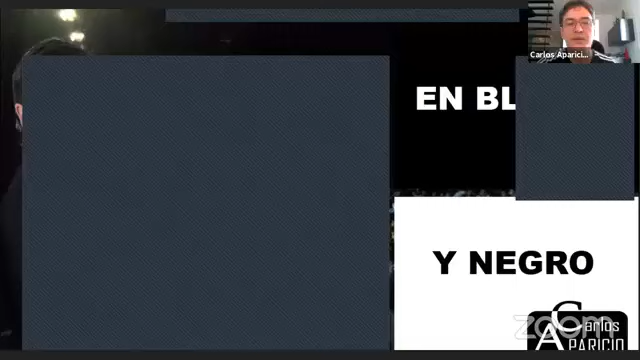 Carlos Aparici...
EN BL
Y NEGRO
zoom
Carlos
APARICIO